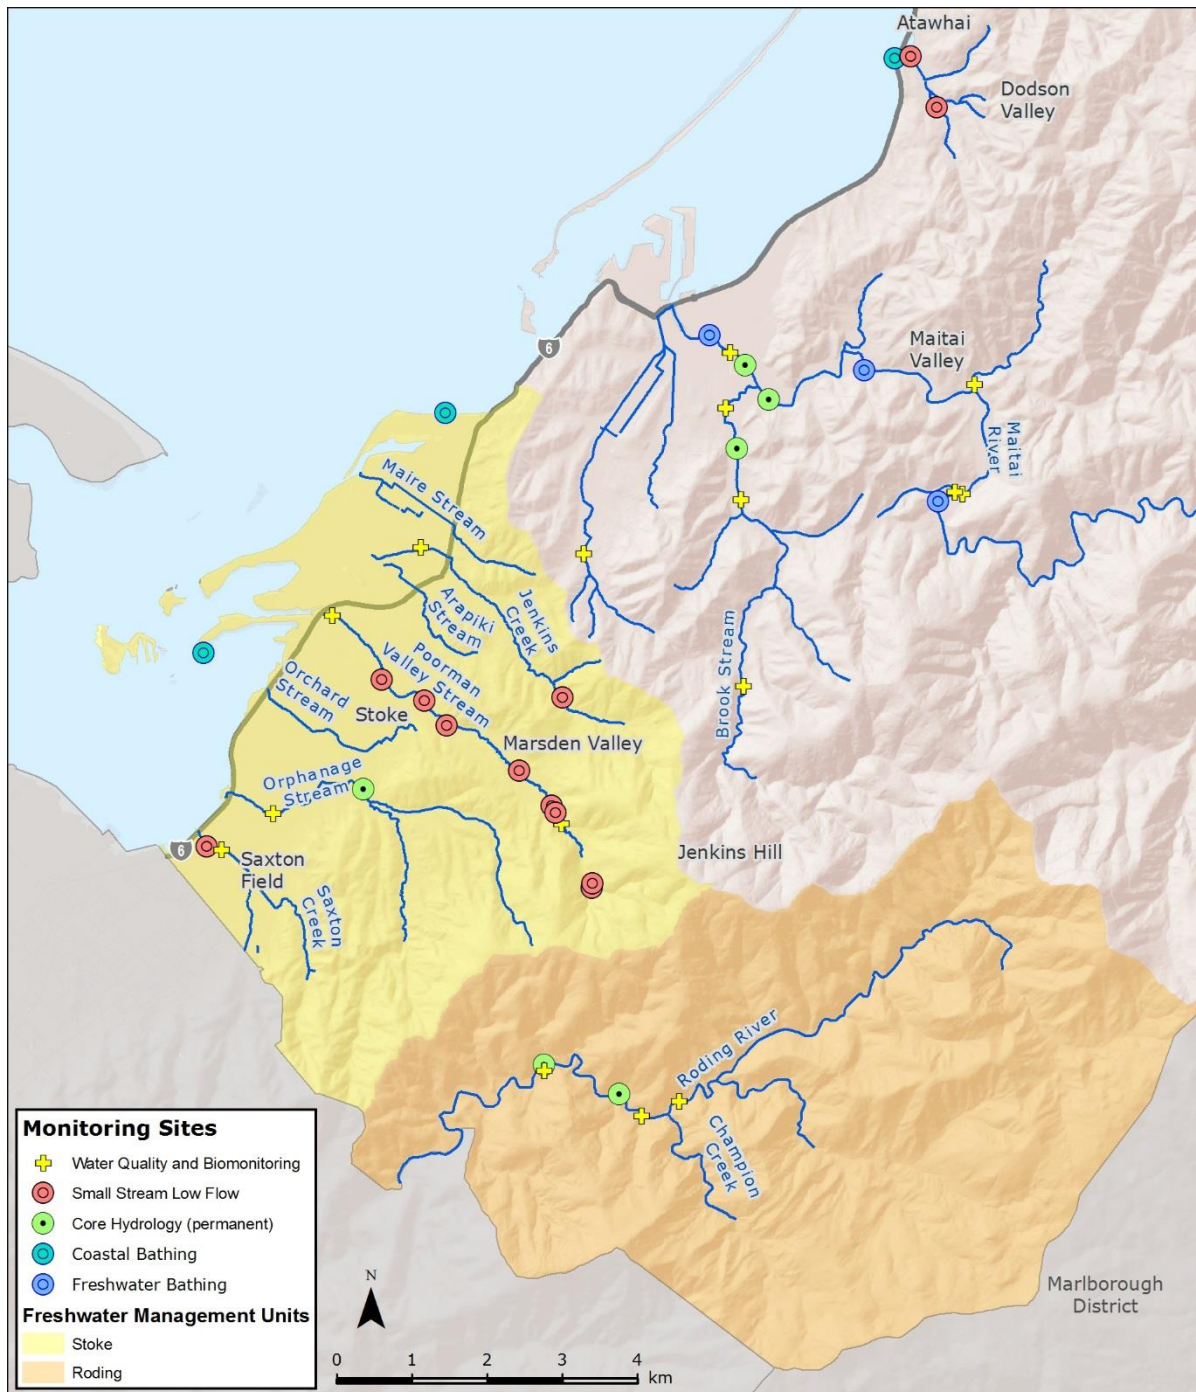 Atawhai
Dodson
Valley
6
Maitai
Valley
Maitai
River
Maire Stream
Arapiki
Stream
Jenkins
Creek
Poorman
Valley Stream
Orchard
Stream
Stoke
Brook Stream
Marsden Valley
Orphanage
Stream
6
Saxton
Field
Jenkins Hill
Saxton
Creek
Roding River
Champion
Creek
Monitoring Sites
Water Quality and Biomonitoring
Small Stream Low Flow
Core Hydrology (permanent)
Coastal Bathing
Freshwater Bathing
Freshwater Management Units
Stoke
Roding
N
0 1 2 3 4
km
Marlborough
District